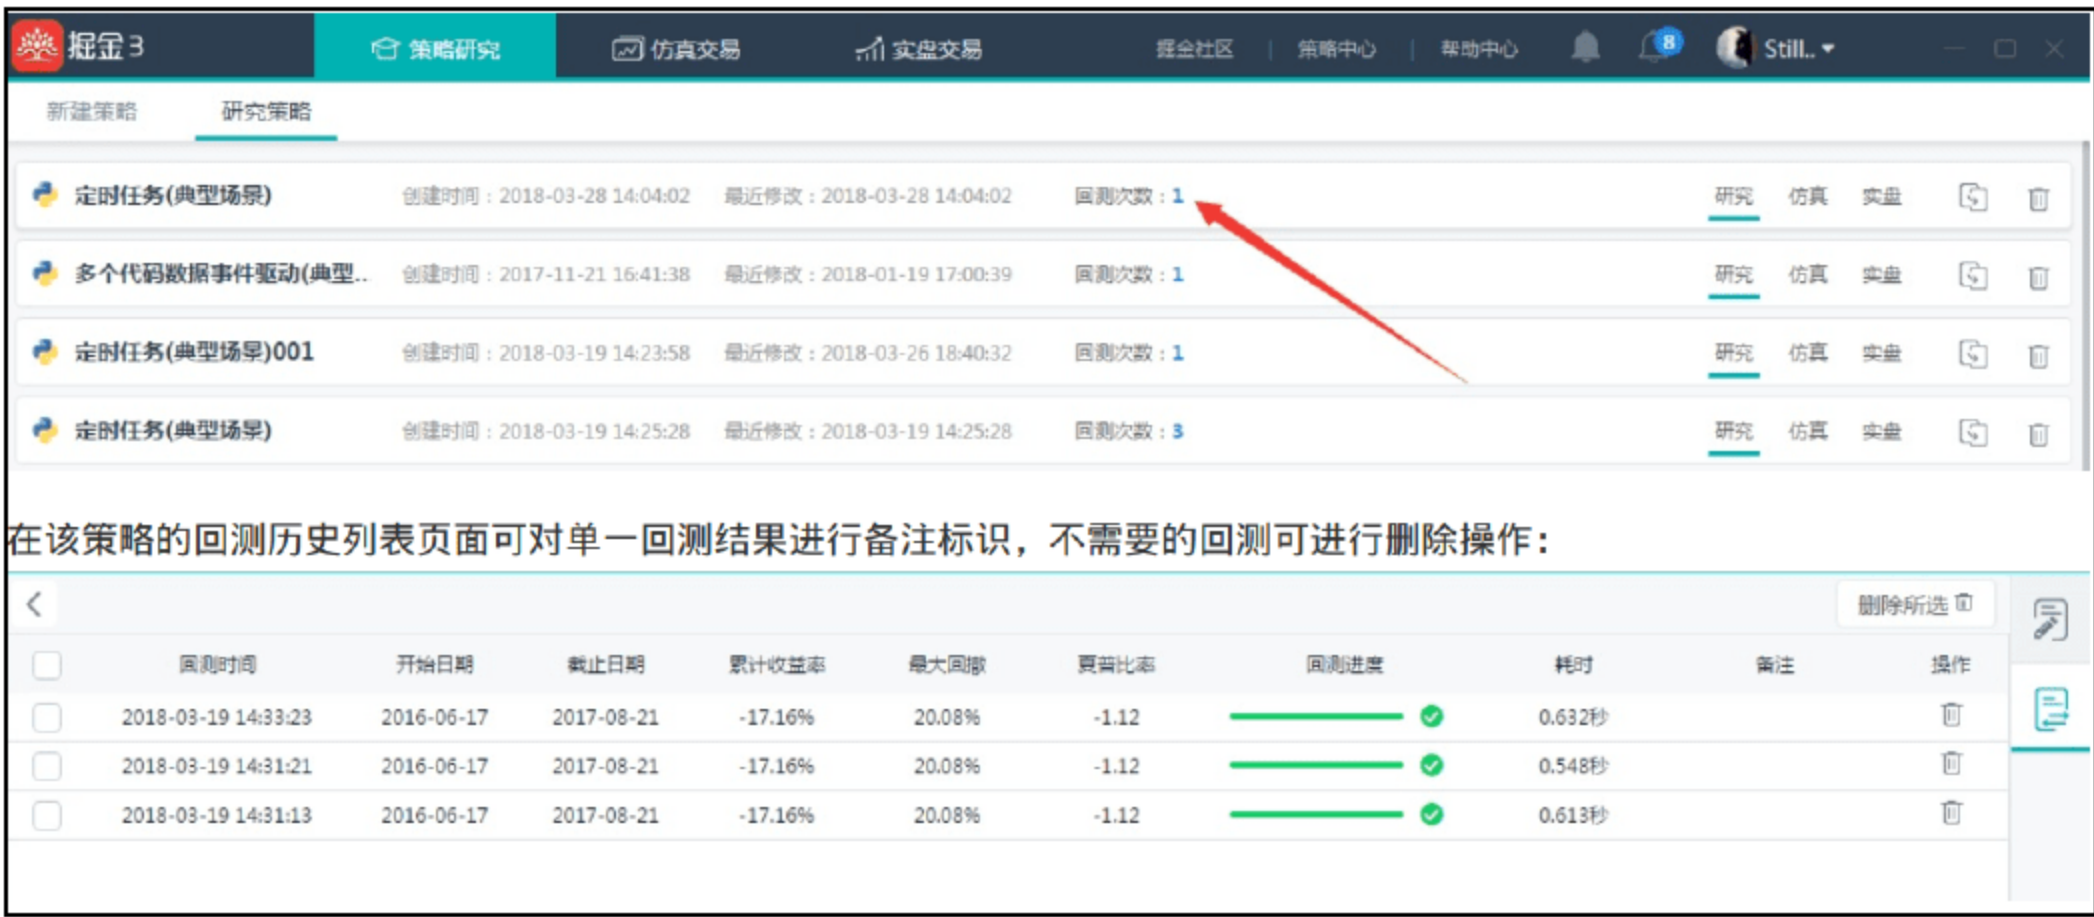 掘金3 策略研究 仿真交易 实盘交易 掘金社区 | 策略中心 | 帮助中心 8 Still..
新建策略 研究策略
定时任务(典型场景) 创建时间：2018-03-28 14:04:02 最近修改：2018-03-28 14:04:02 回测次数：1 研究 仿真 实盘
多个代码数据事件驱动(典型... 创建时间：2017-11-21 16:41:38 最近修改：2018-01-19 17:00:39 回测次数：1 研究 仿真 实盘
定时任务(典型场景)001 创建时间：2018-03-19 14:23:58 最近修改：2018-03-26 18:40:32 回测次数：1 研究 仿真 实盘
定时任务(典型场景) 创建时间：2018-03-19 14:25:28 最近修改：2018-03-19 14:25:28 回测次数：3 研究 仿真 实盘
在该策略的回测历史列表页面可对单一回测结果进行备注标识，不需要的回测可进行删除操作：
删除所选
回测时间 开始日期 截止日期 累计收益率 最大回撤 夏普比率 回测进度 耗时 备注 操作
2018-03-19 14:33:23 2016-06-17 2017-08-21 -17.16% 20.08% -1.12 0.632秒
2018-03-19 14:31:21 2016-06-17 2017-08-21 -17.16% 20.08% -1.12 0.548秒
2018-03-19 14:31:13 2016-06-17 2017-08-21 -17.16% 20.08% -1.12 0.613秒